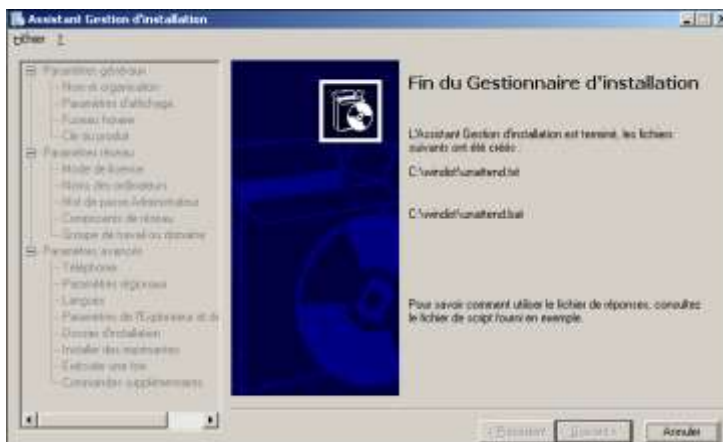 Assistant Gestion d'installation
Fichier ?
Paramètres généraux
Nom et organisation
Paramètres d'affichage
Fuseau horaire
Clé du produit
Paramètres réseau
Mode de licence
Noms des ordinateurs
Mot de passe Administrateur
Composants de réseau
Groupe de travail ou domaine
Paramètres avancés
Téléphonie
Paramètres régionaux
Langues
Paramètres de l'Explorateur et de
Dossier d'installation
Installer des imprimantes
Exécuter une fois
Commandes supplémentaires
Fin du Gestionnaire d'installation
L'Assistant Gestion d'installation est terminé, les fichiers
suivants ont été créés :
C:\windist\unattend.txt
C:\windist\unattend.bat
Pour savoir comment utiliser le fichier de réponses, consultez
le fichier de script fourni en exemple.
< Précédent Suivant > Annuler